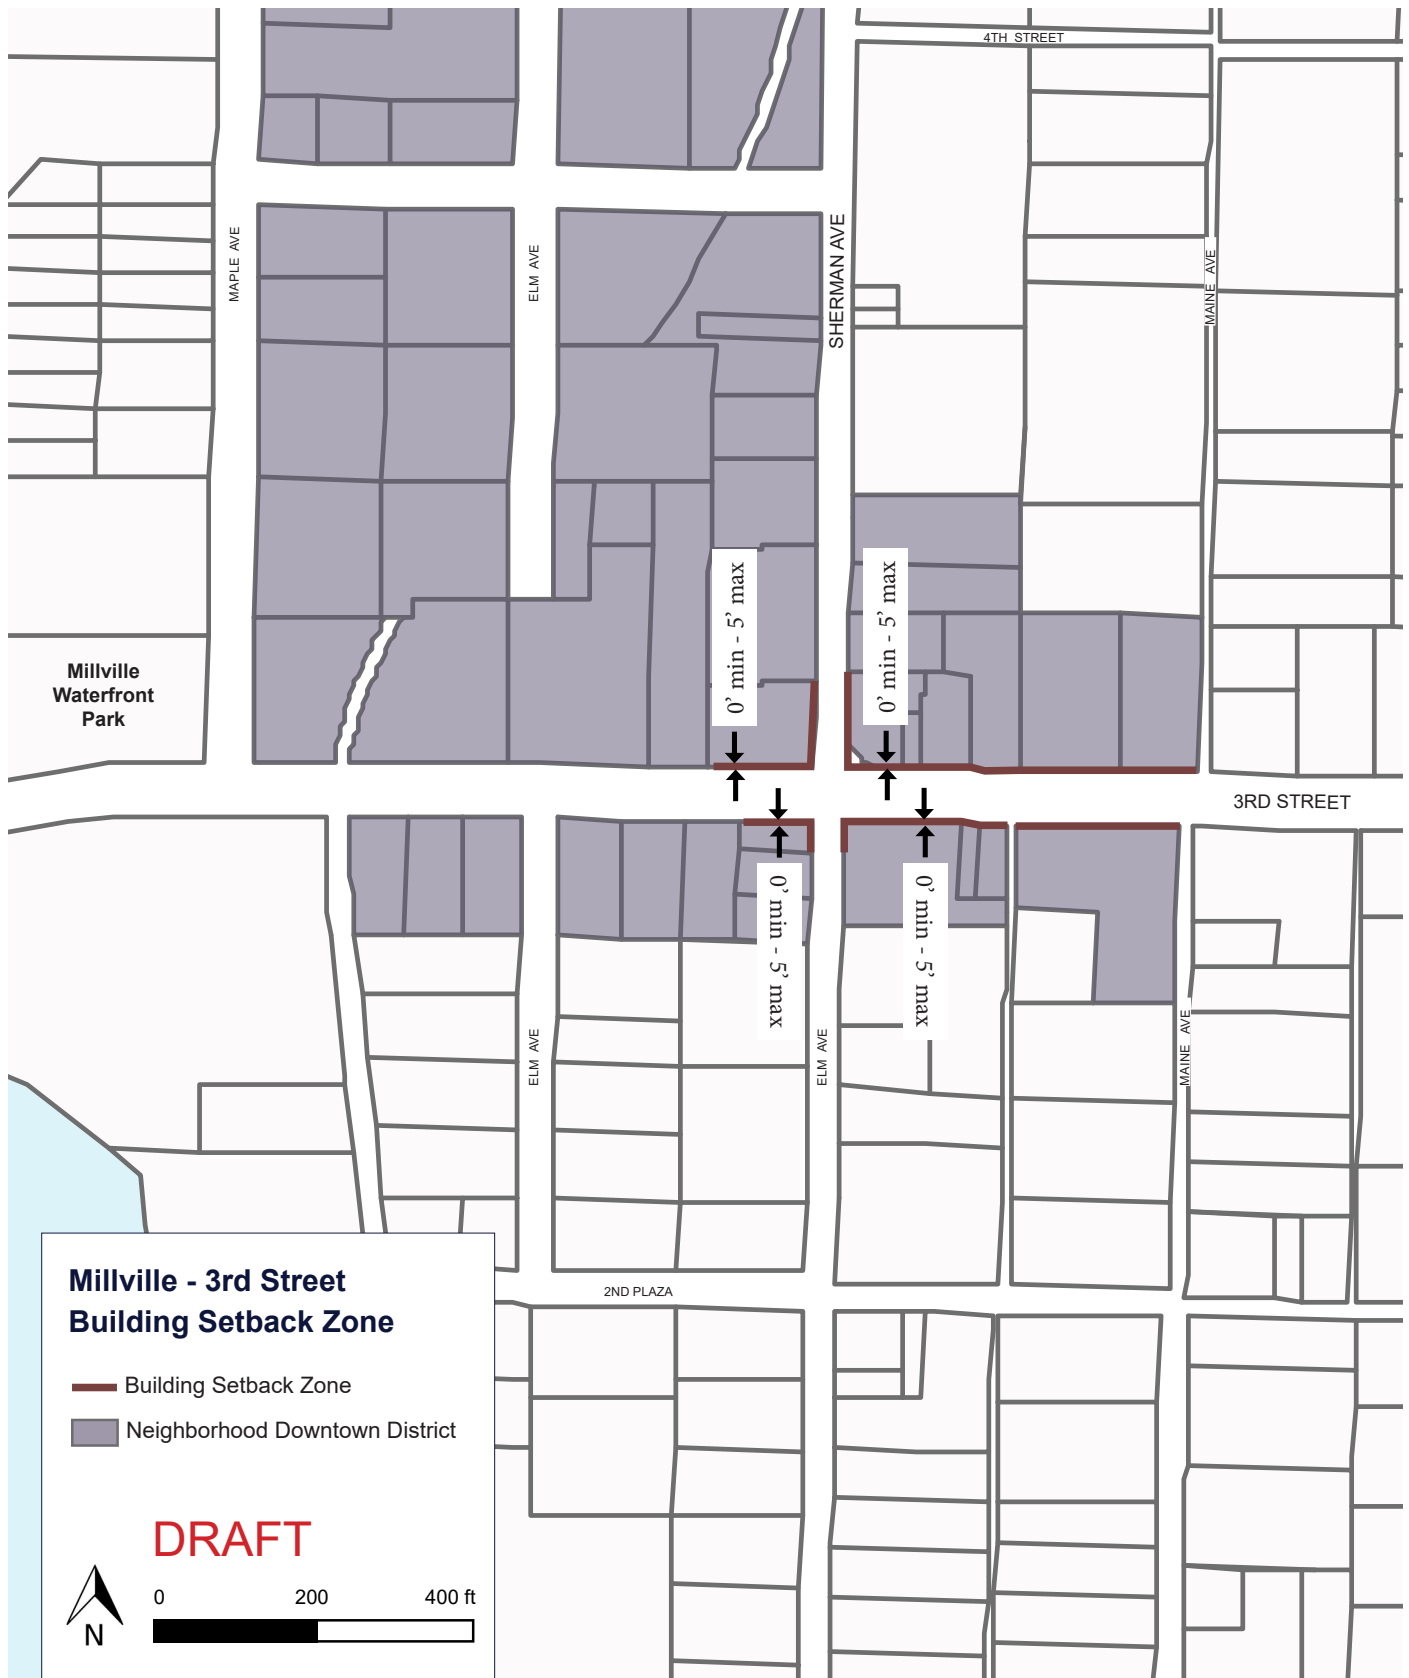 4TH STREET
MAPLE AVE
ELM AVE
SHERMAN AVE
MAINE AVE
0' min - 5' max
0' min - 5' max
Millville
Waterfront
Park
3RD STREET
0' min - 5' max
0' min - 5' max
ELM AVE
ELM AVE
MAINE AVE
2ND PLAZA
Millville - 3rd Street
Building Setback Zone
Building Setback Zone
Neighborhood Downtown District
DRAFT
0 200 400 ft
N